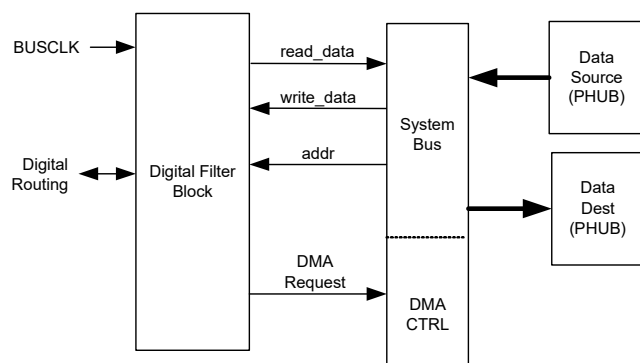 BUSCLK
Digital
Routing
Digital Filter
Block
read_data
write_data
addr
DMA
Request
System
Bus
DMA
CTRL
Data
Source
(PHUB)
Data
Dest
(PHUB)